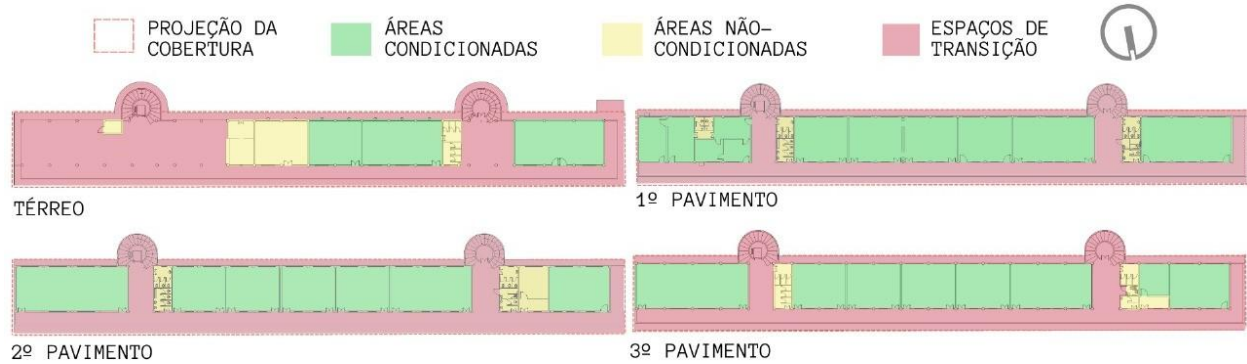 PROJEÇÃO DA
COBERTURA
ÁREAS
CONDICIONADAS
ÁREAS NÃO-
CONDICIONADAS
ESPAÇOS DE
TRANSIÇÃO
TÉRREO
1º PAVIMENTO
2º PAVIMENTO
3º PAVIMENTO